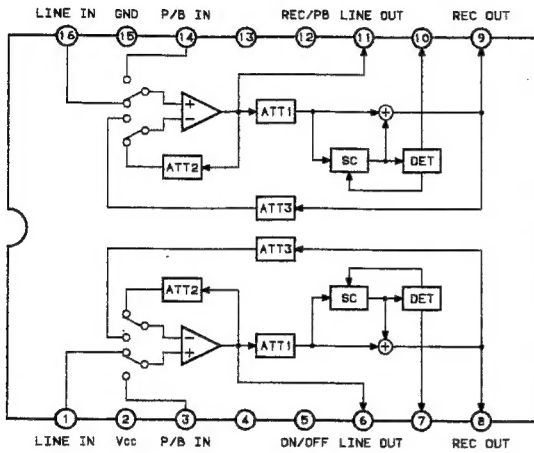 LINE IN GND P/B IN REC/PB LINE OUT REC OUT
16 15 14 13 12 11 10 9
+
−
ATT1
+
ATT2
SC
DET
ATT3
ATT3
ATT2
SC
DET
−
+
ATT1
+
1 2 3 4 5 6 7 8
LINE IN Vcc P/B IN ON/OFF LINE OUT REC OUT